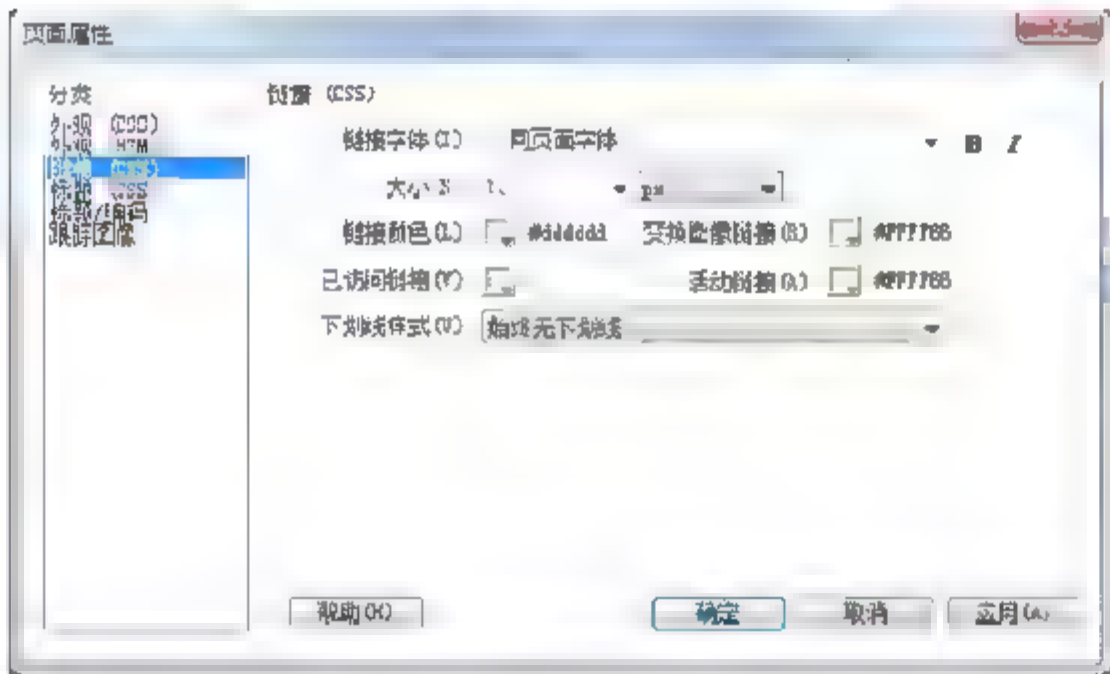 页面属性
分类
外观 (CSS)
外观 (HTM
链接 (CSS)
标题 (CSS
标题/编码
跟踪图像
链接 (CSS)
链接字体(I) 同页面字体 B I
大小(S px
链接颜色(L) #dddddd 变换图像链接(R) #FFFF66
已访问链接(V) 活动链接(A) #FFFF66
下划线样式(U) 始终无下划线
帮助(H) 确定 取消 应用(A)